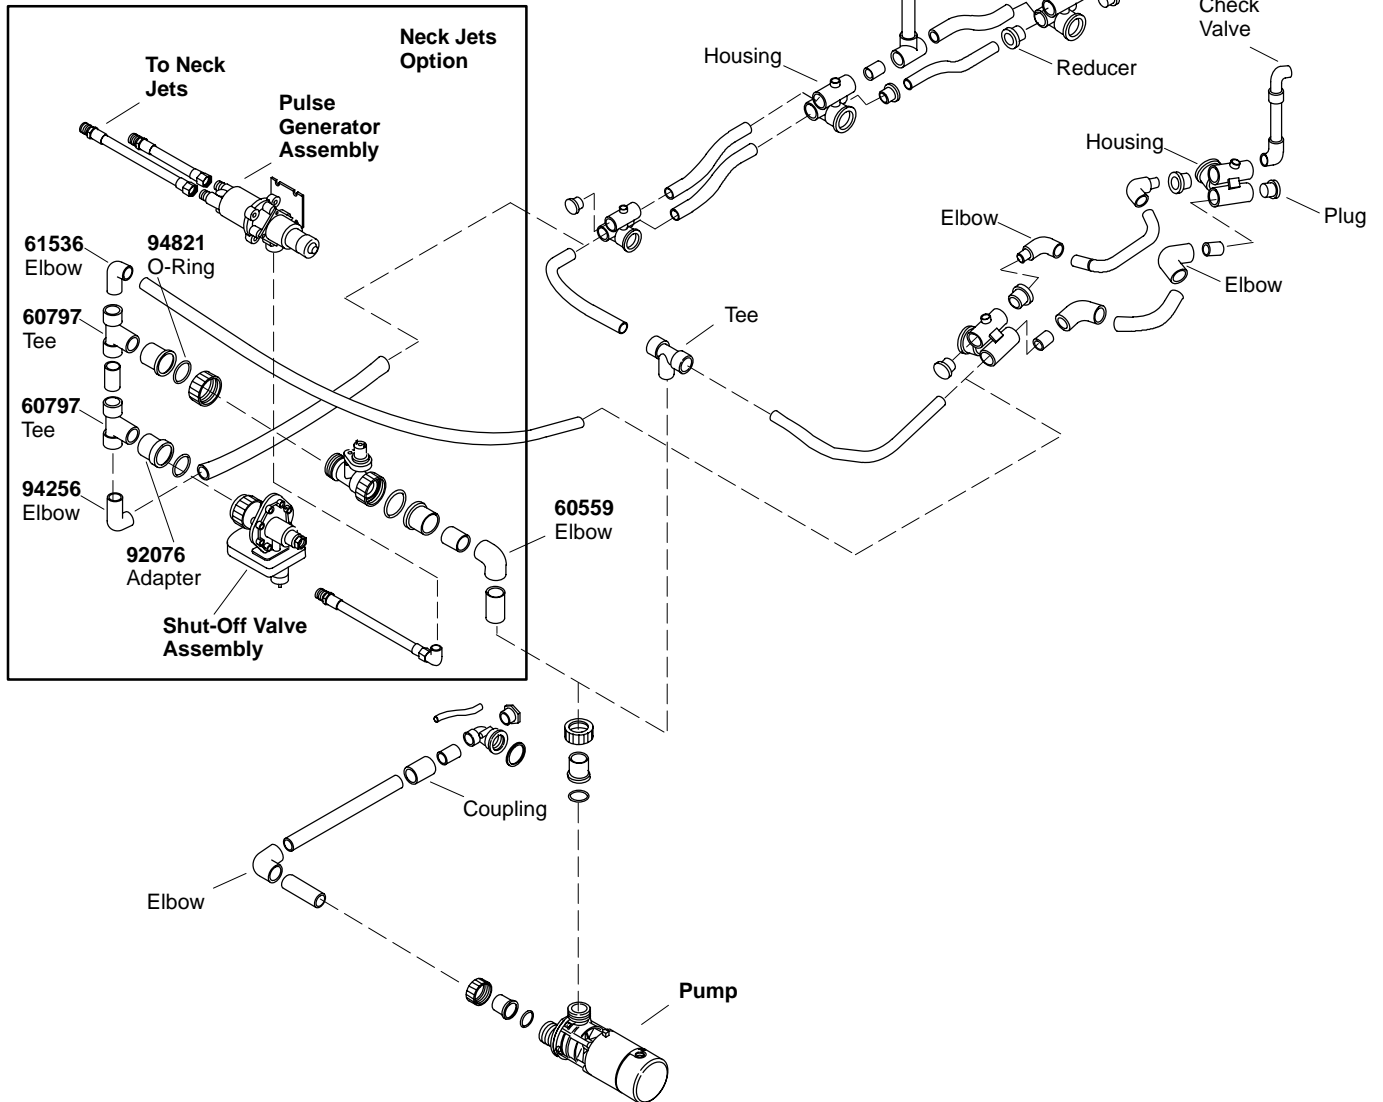 Check
Valve
Neck Jets
Option
Housing
Reducer
To Neck
Jets
Pulse
Generator
Assembly
Housing
Elbow
Plug
61536
Elbow
94821
O-Ring
Elbow
60797
Tee
Tee
60797
Tee
94256
Elbow
60559
Elbow
92076
Adapter
Shut-Off Valve
Assembly
Coupling
Elbow
Pump